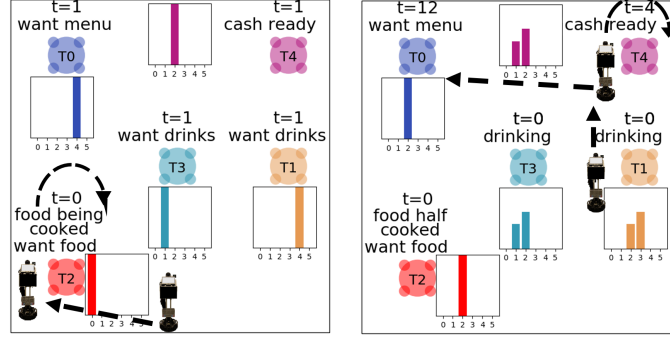 t=1
want menu
T0
0 1 2 3 4 5
0 1 2 3 4 5
t=1
cash ready
T4
t=1
want drinks
T3
0 1 2 3 4 5
t=1
want drinks
T1
0 1 2 3 4 5
t=0
food being
cooked
want food
T2
0 1 2 3 4 5
t=12
want menu
T0
0 1 2 3 4 5
0 1 2 3 4 5
t=4
cash ready
T4
t=0
drinking
T3
0 1 2 3 4 5
t=0
drinking
T1
0 1 2 3 4 5
t=0
food half
cooked
want food
T2
0 1 2 3 4 5